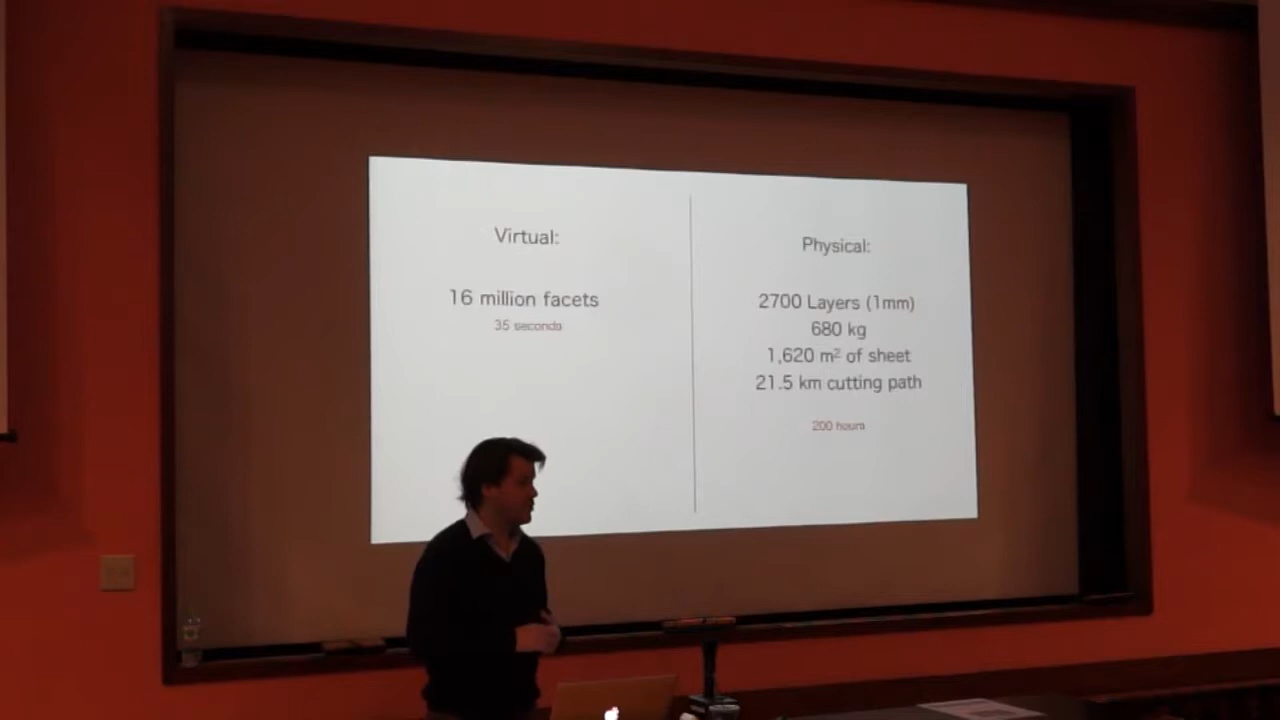 Virtual:
16 million facets
35 seconds
Physical:
2700 Layers (1mm)
680 kg
1,620 m² of sheet
21.5 km cutting path
200 hours